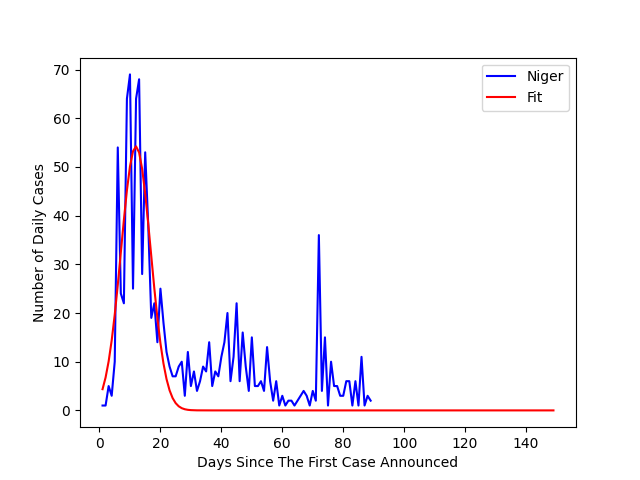 Niger
Fit
Number of Daily Cases
70
60
50
40
30
20
10
0
0 20 40 60 80 100 120 140
Days Since The First Case Announced